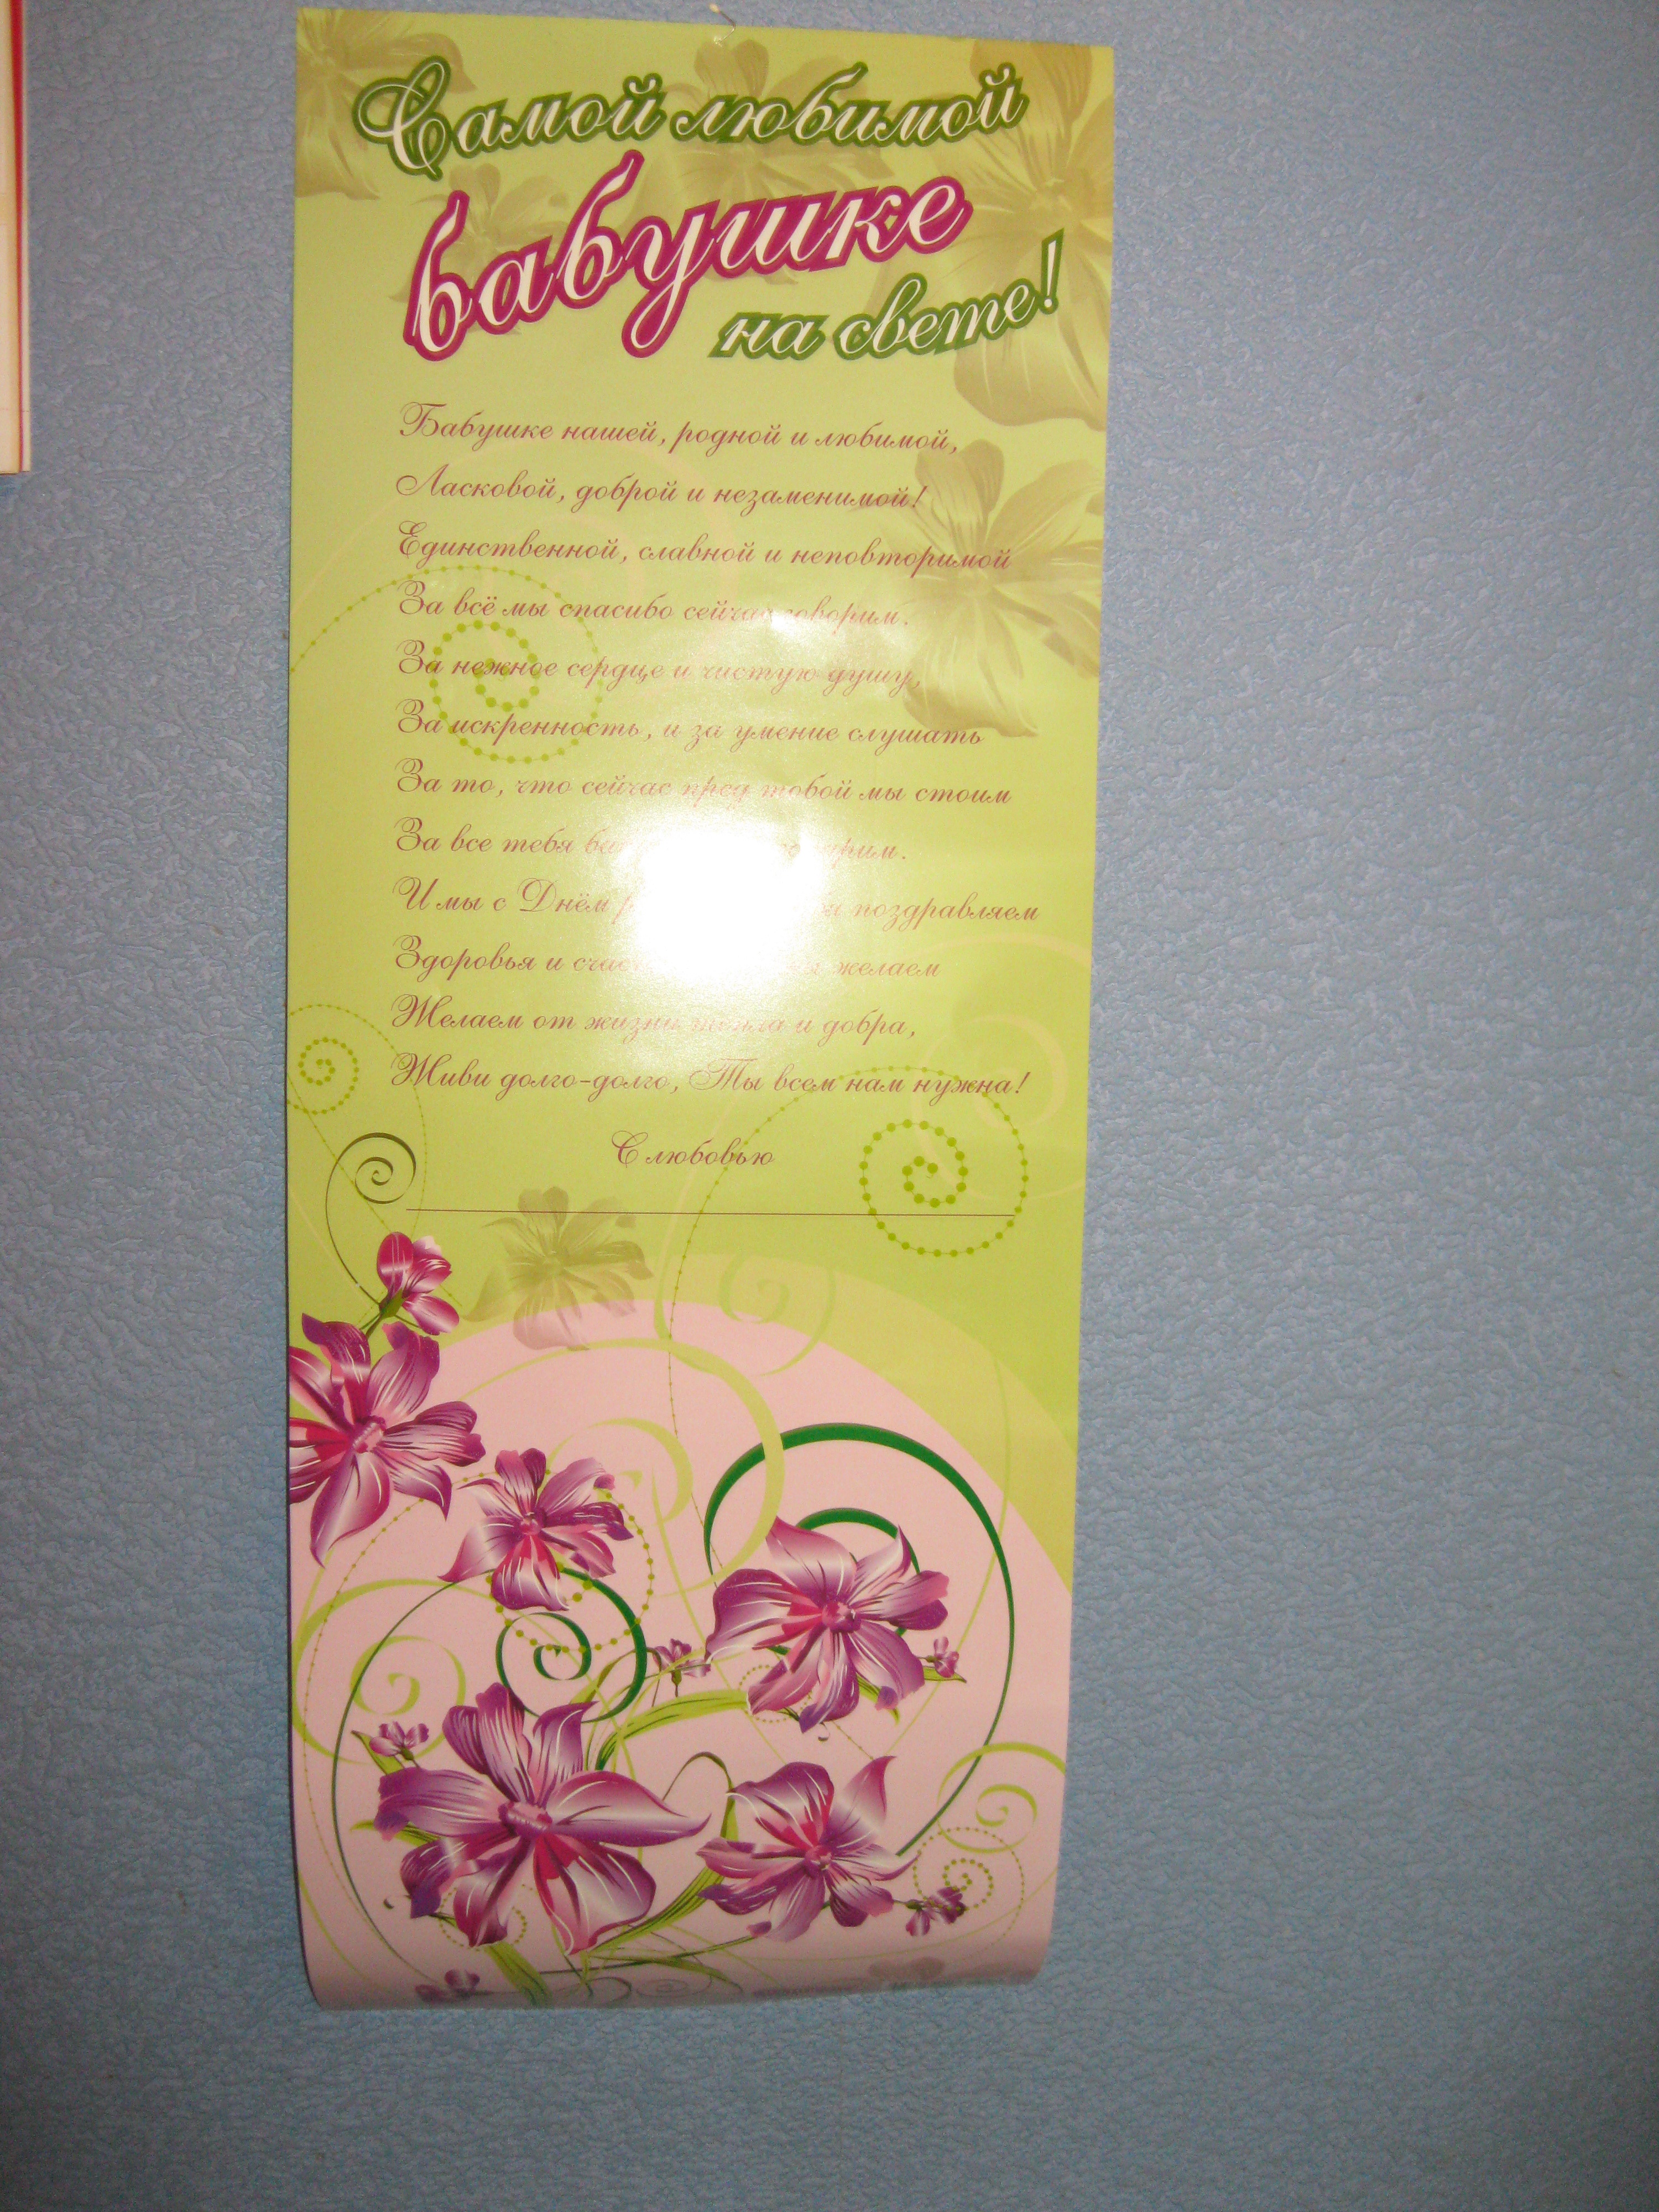 Самой любимой
бабушке
на свете!
Бабушке нашей, родной и любимой,
Ласковой, доброй и незаменимой!
Единственной, славной и неповторимой
За всё мы спасибо сейчас говорим.
За нежное сердце и чистую душу,
За искренность, и за умение слушать
За то, что сейчас пред тобой мы стоим
За все тебя
И мы с Днём поздравляем
Здоровья и желаем
Желаем от жизни тепла и добра,
Живи долго-долго, Ты всем нам нужна!
С любовью